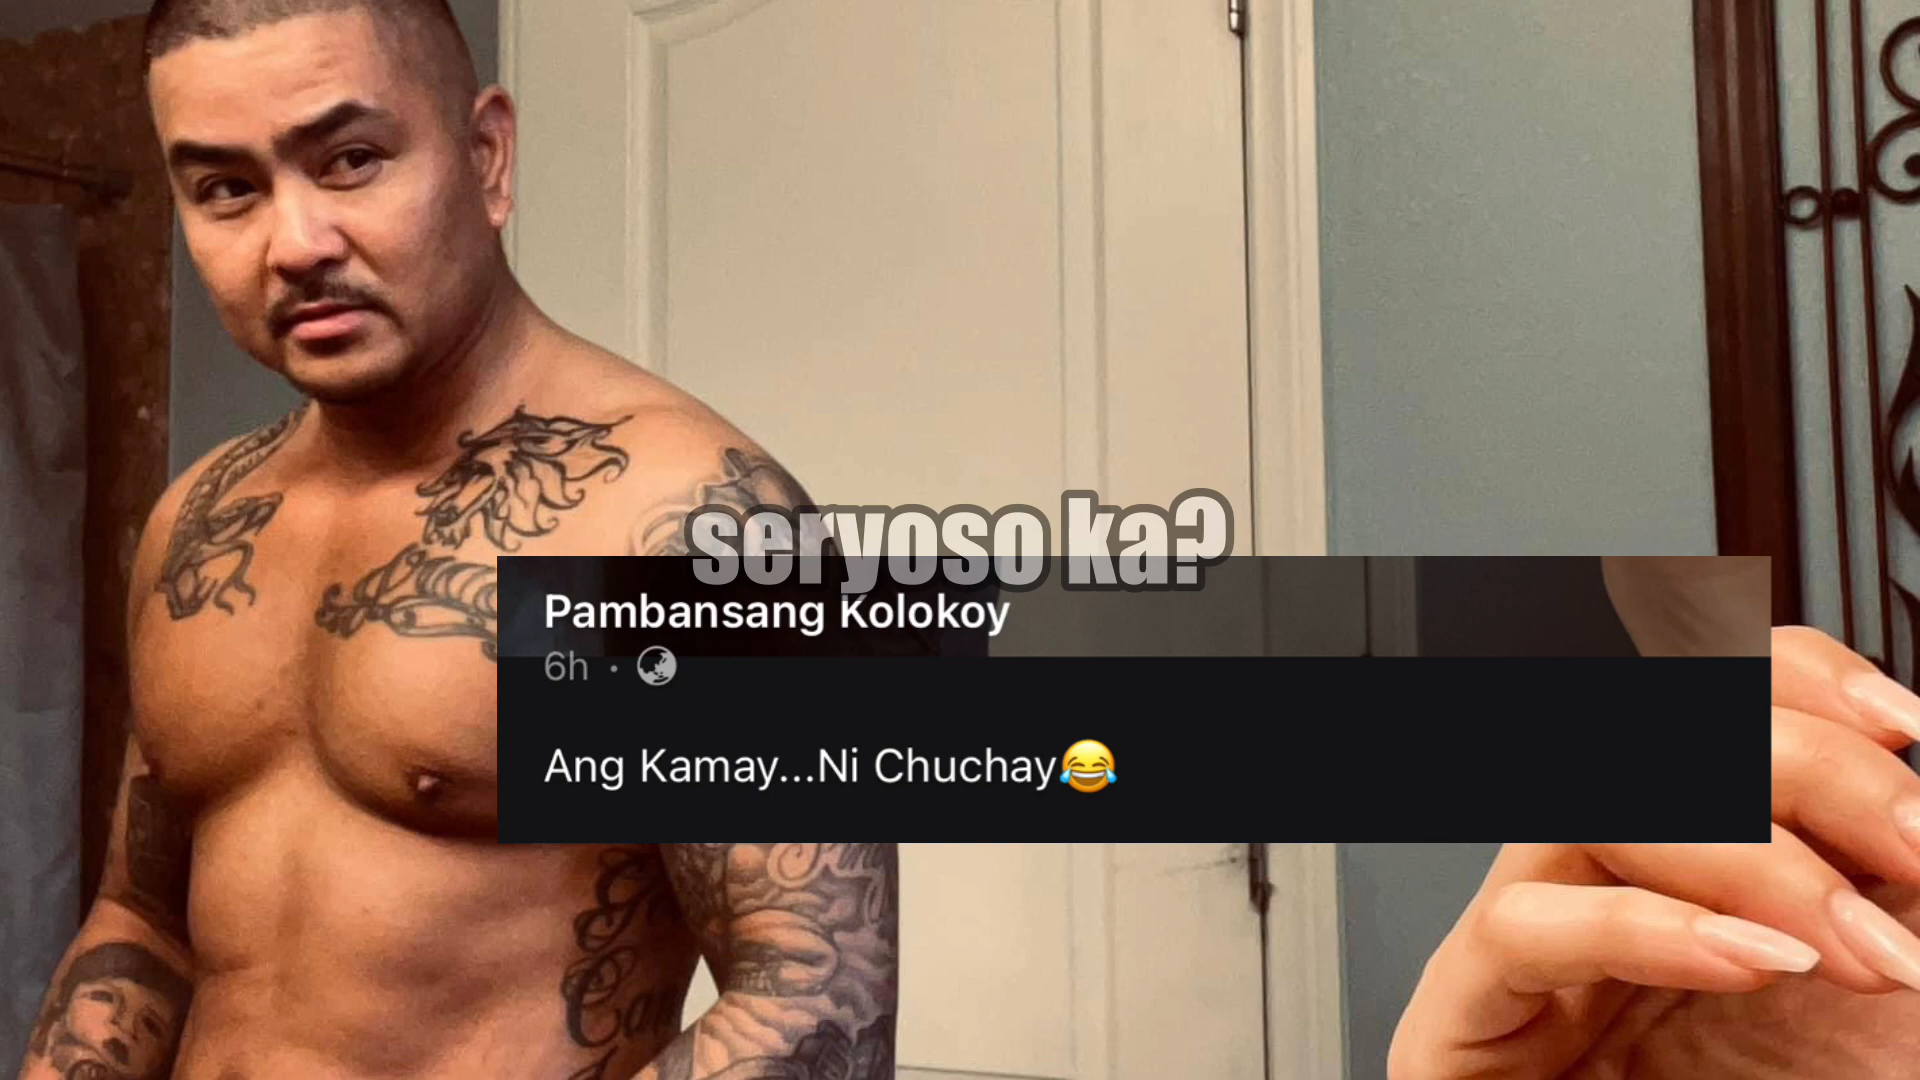 seryoso ka?
Pambansang Kolokoy
6h ·
Ang Kamay...Ni Chuchay😂